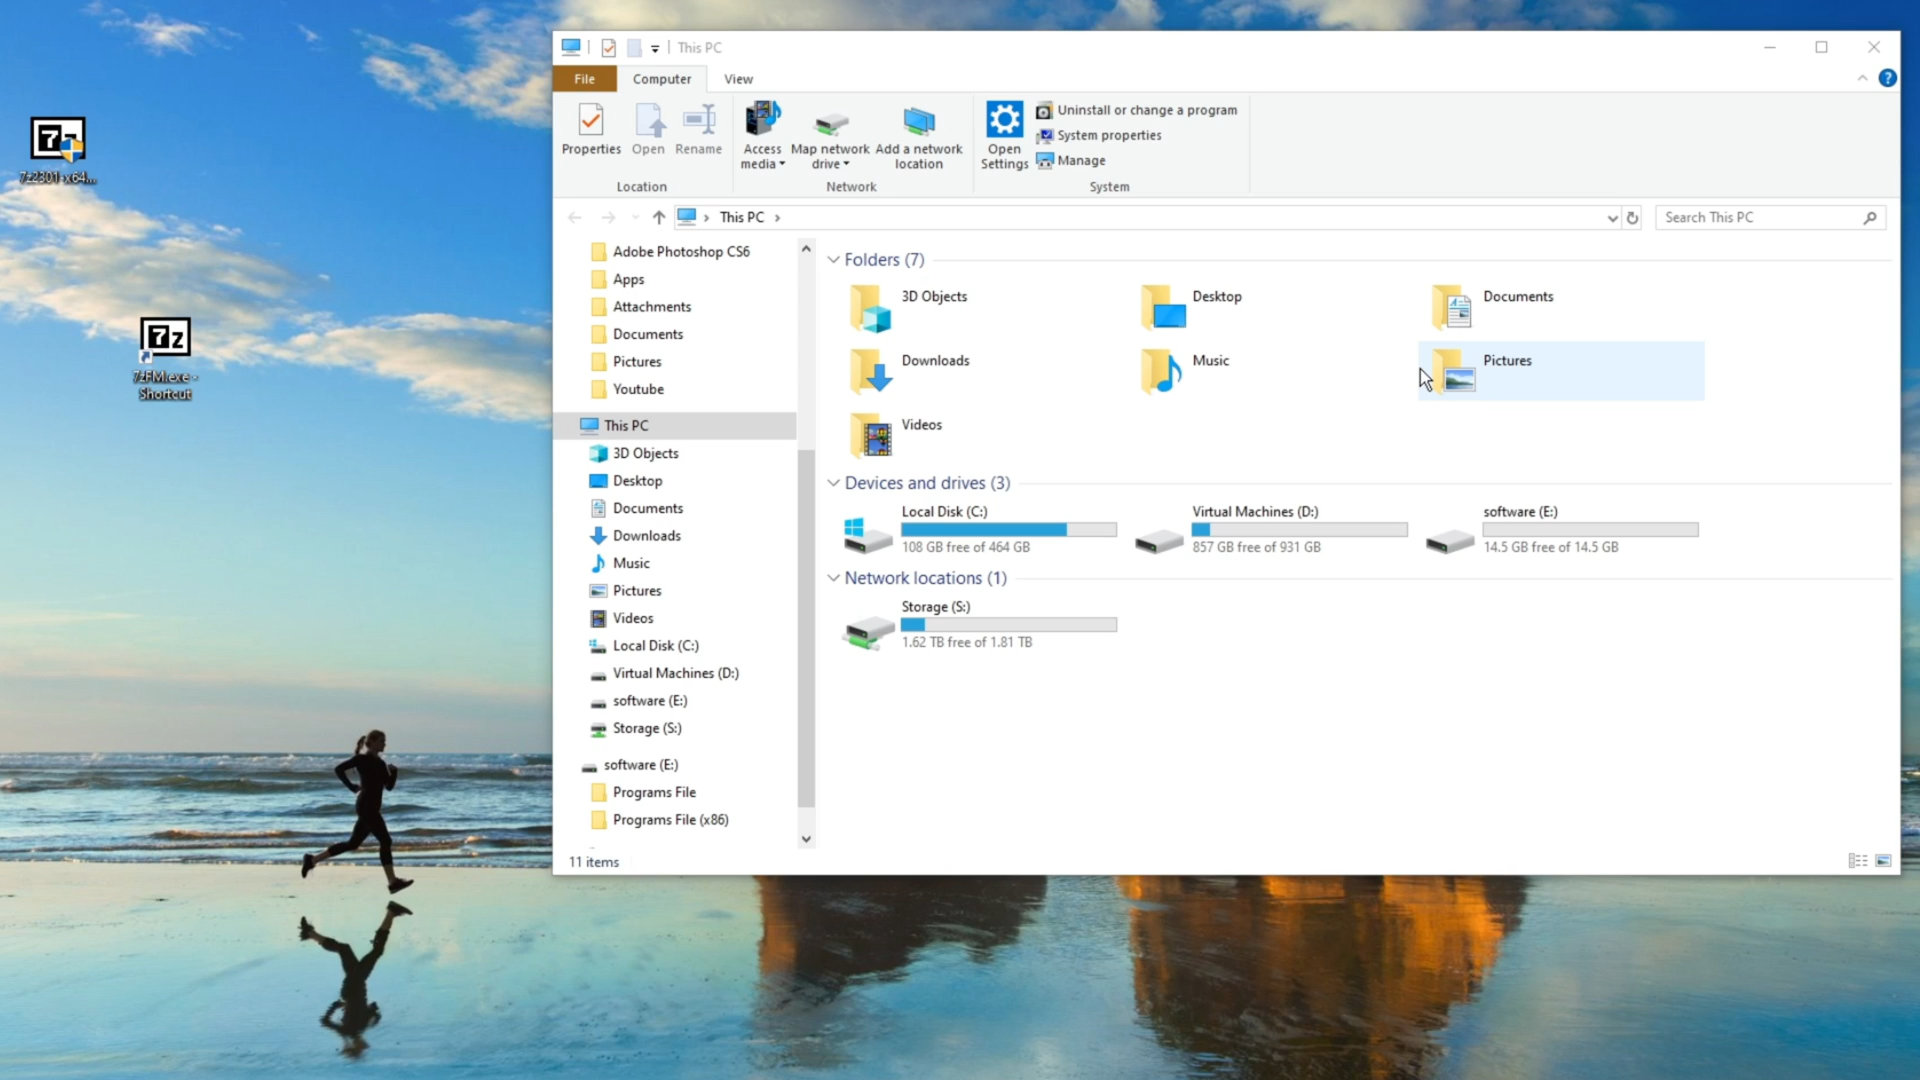 7z
7z2301-x64...
7z
7zFM.exe -
Shortcut
This PC
File
Computer
View
?
Properties
Open
Rename
Access
media
Map network
drive
Add a network
location
Open
Settings
Uninstall or change a program
System properties
Manage
Location
Network
System
This PC
Search This PC
Adobe Photoshop CS6
Apps
Attachments
Documents
Pictures
Youtube
This PC
3D Objects
Desktop
Documents
Downloads
Music
Pictures
Videos
Local Disk (C:)
Virtual Machines (D:)
software (E:)
Storage (S:)
software (E:)
Programs File
Programs File (x86)
Folders (7)
3D Objects
Desktop
Documents
Downloads
Music
Pictures
Videos
Devices and drives (3)
Local Disk (C:)
108 GB free of 464 GB
Virtual Machines (D:)
857 GB free of 931 GB
software (E:)
14.5 GB free of 14.5 GB
Network locations (1)
Storage (S:)
1.62 TB free of 1.81 TB
11 items